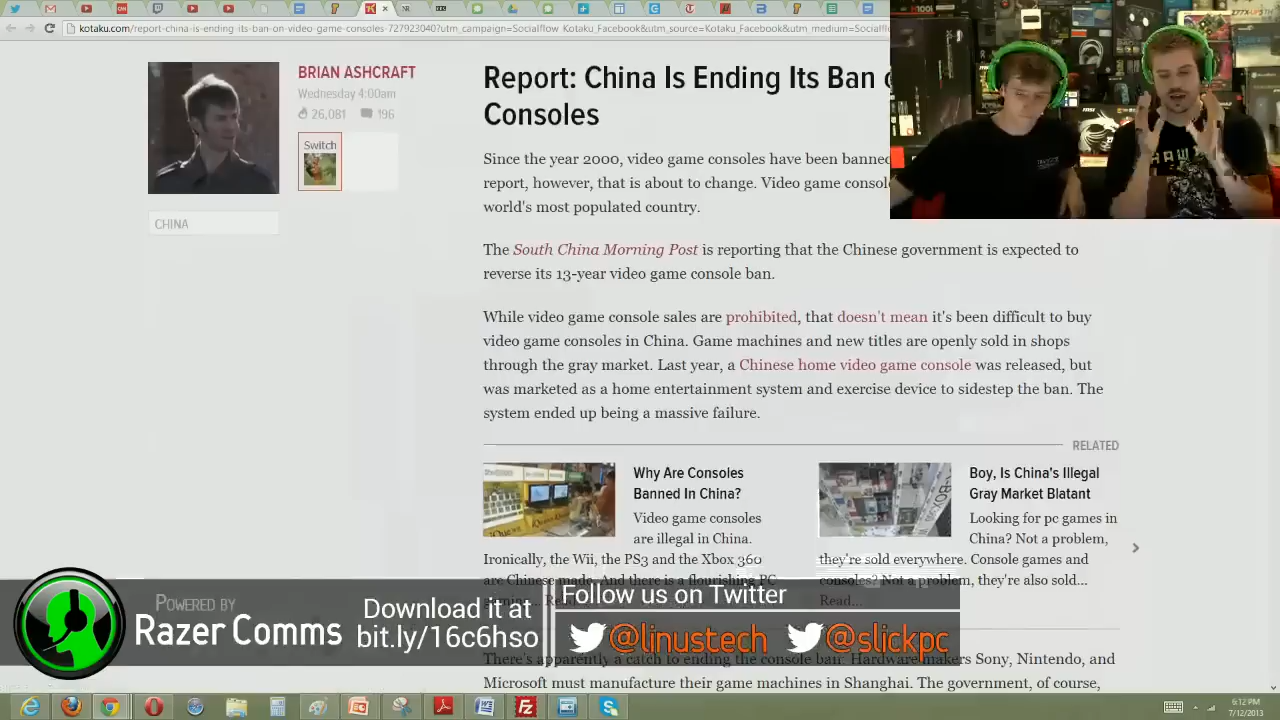 kotaku.com/report-china-is-ending-its-ban-on-video-game-consoles-727923040?utm_campaign=Socialflow_Kotaku_Facebook&utm_source=Kotaku_Facebook&utm_medium=Socialfl
BRIAN ASHCRAFT
Wednesday 4:00am
26,081 196
Switch
CHINA
Report: China Is Ending Its Ban
Consoles
Since the year 2000, video game consoles have been banned
report, however, that is about to change. Video game
world's most populated country.
The South China Morning Post is reporting that the Chinese government is expected to
reverse its 13-year video game console ban.
While video game console sales are prohibited, that doesn't mean it's been difficult to buy
video game consoles in China. Game machines and new titles are openly sold in shops
through the gray market. Last year, a Chinese home video game console was released, but
was marketed as a home entertainment system and exercise device to sidestep the ban. The
system ended up being a massive failure.
RELATED
Why Are Consoles
Banned In China?
Video game consoles
are illegal in China.
Ironically, the Wii, the PS3 and the Xbox 360
are Chinese made. And there is a flourishing PC
Read...
Boy, Is China's Illegal
Gray Market Blatant
Looking for pc games in
China? Not a problem,
they're sold everywhere. Console games and
consoles? Not a problem, they're also sold...
Read...
POWERED BY
Razer Comms
Download it at
bit.ly/16c6hso
Follow us on Twitter
@linustech @slickpc
There's apparently a catch to ending the console ban. Hardware makers Sony, Nintendo, and
Microsoft must manufacture their game machines in Shanghai. The government, of course,
6:12 PM
7/12/2013